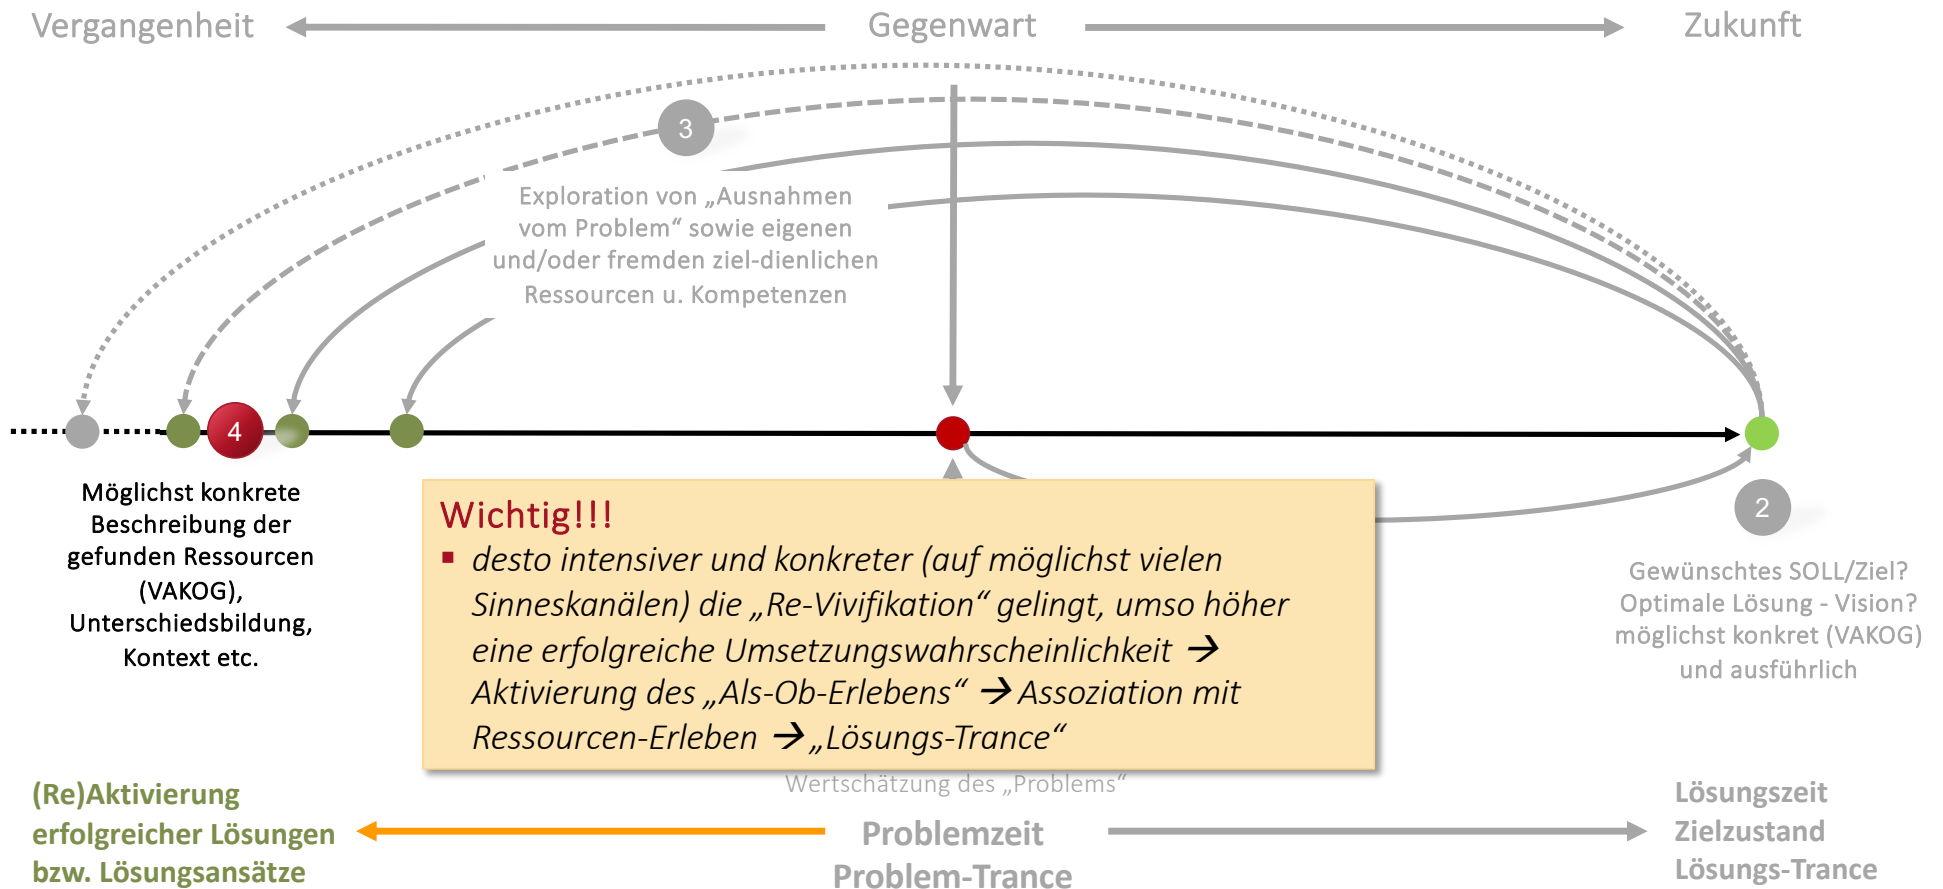 Vergangenheit
Gegenwart
Zukunft
3
Exploration von „Ausnahmen
vom Problem“ sowie eigenen
und/oder fremden ziel-dienlichen
Ressourcen u. Kompetenzen
4
Möglichst konkrete
Beschreibung der
gefunden Ressourcen
(VAKOG),
Unterschiedsbildung,
Kontext etc.
Wichtig!!!
▪ desto intensiver und konkreter (auf möglichst vielen
Sinneskanälen) die „Re-Vivifikation“ gelingt, umso höher
eine erfolgreiche Umsetzungswahrscheinlichkeit →
Aktivierung des „Als-Ob-Erlebens“ → Assoziation mit
Ressourcen-Erleben → „Lösungs-Trance“
2
Gewünschtes SOLL/Ziel?
Optimale Lösung - Vision?
möglichst konkret (VAKOG)
und ausführlich
Wertschätzung des „Problems“
(Re)Aktivierung
erfolgreicher Lösungen
bzw. Lösungsansätze
Problemzeit
Problem-Trance
Lösungszeit
Zielzustand
Lösungs-Trance